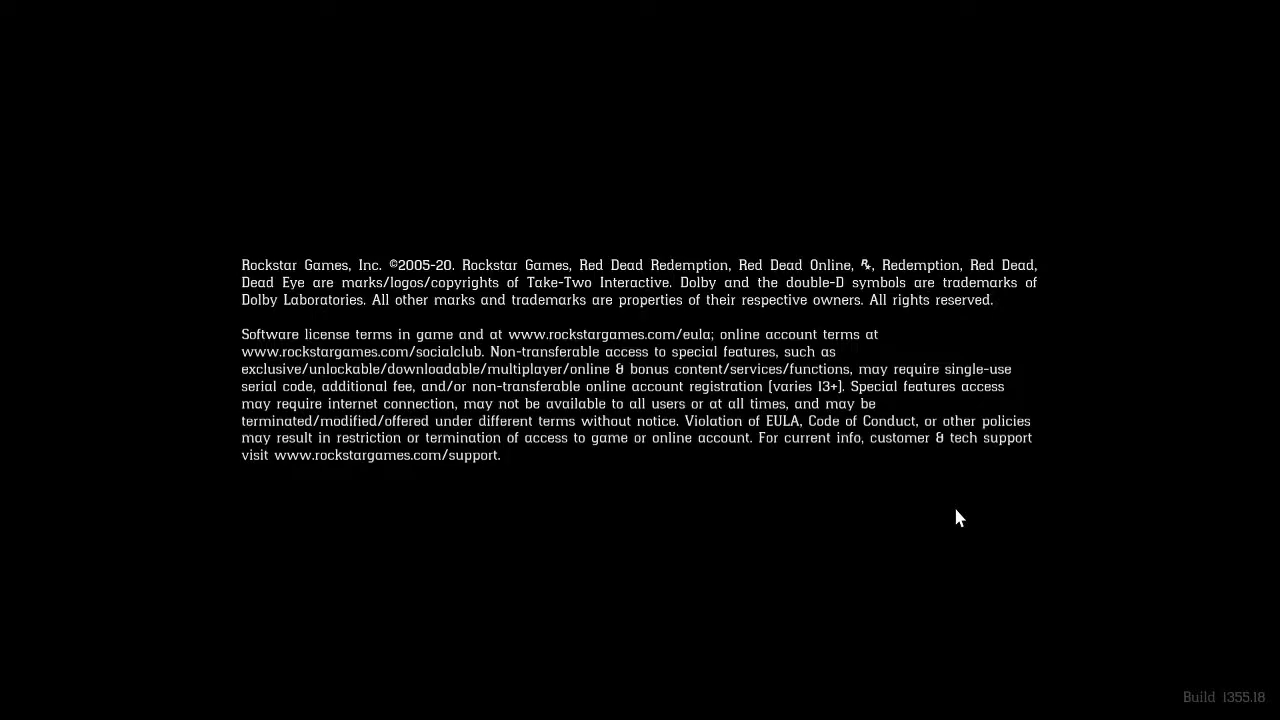 Rockstar Games, Inc. ©2005-20. Rockstar Games, Red Dead Redemption, Red Dead Online, R*, Redemption, Red Dead,
Dead Eye are marks/logos/copyrights of Take-Two Interactive. Dolby and the double-D symbols are trademarks of
Dolby Laboratories. All other marks and trademarks are properties of their respective owners. All rights reserved.
Software license terms in game and at www.rockstargames.com/eula; online account terms at
www.rockstargames.com/socialclub. Non-transferable access to special features, such as
exclusive/unlockable/downloadable/multiplayer/online & bonus content/services/functions, may require single-use
serial code, additional fee, and/or non-transferable online account registration (varies 13+). Special features access
may require internet connection, may not be available to all users or at all times, and may be
terminated/modified/offered under different terms without notice. Violation of EULA, Code of Conduct, or other policies
may result in restriction or termination of access to game or online account. For current info, customer & tech support
visit www.rockstargames.com/support.
Build 1355.18